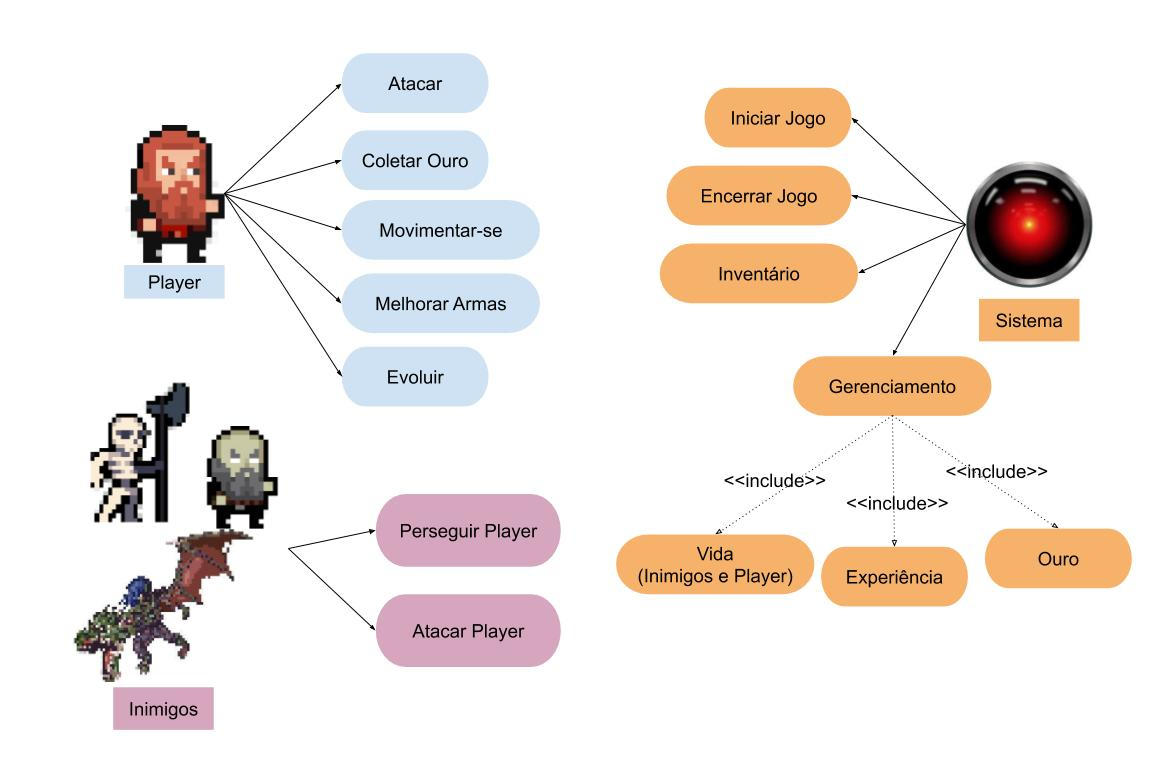 Atacar
Coletar Ouro
Movimentar-se
Melhorar Armas
Evoluir
Player
Perseguir Player
Atacar Player
Inimigos
Iniciar Jogo
Encerrar Jogo
Inventário
Sistema
Gerenciamento
<<include>>
<<include>>
<<include>>
Vida
(Inimigos e Player)
Experiência
Ouro